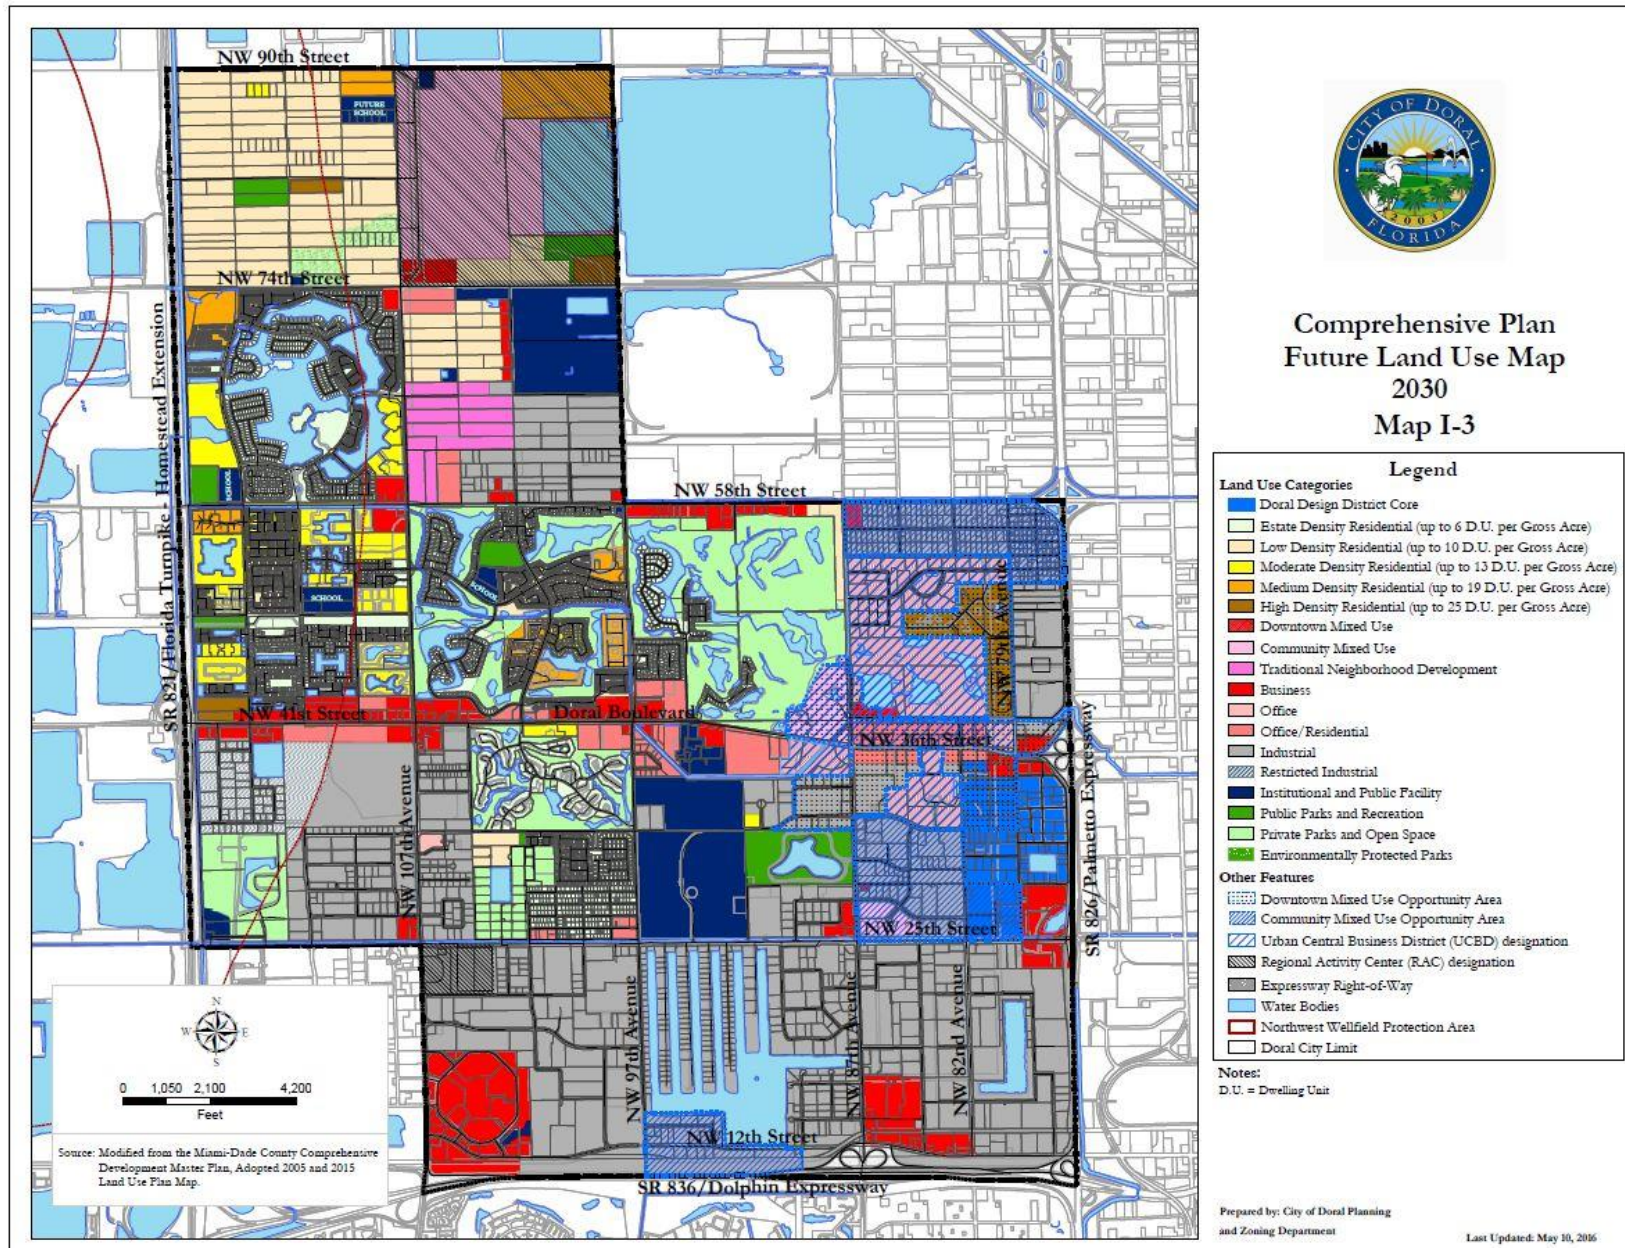 NW 90th Street
FUTURE
SCHOOL
NW 74th Street
SR 821/Florida Turnpike - Homestead Extension
SCHOOL
NW 58th Street
SCHOOL
SCHOOL
NW 79th Avenue
NW 41st Street
Doral Boulevard
NW 36th Street
NW 107th Avenue
SR 826/Palmetto Expressway
NW 25th Street
NW 97th Avenue
NW 87th Avenue
NW 82nd Avenue
NW 12th Street
SR 836/Dolphin Expressway
N
W E
S
0 1,050 2,100 4,200
Feet
Source: Modified from the Miami-Dade County Comprehensive
Development Master Plan, Adopted 2005 and 2015
Land Use Plan Map.
CITY OF DORAL
2003
FLORIDA
Comprehensive Plan
Future Land Use Map
2030
Map I-3
Legend
Land Use Categories
Doral Design District Core
Estate Density Residential (up to 6 D.U. per Gross Acre)
Low Density Residential (up to 10 D.U. per Gross Acre)
Moderate Density Residential (up to 13 D.U. per Gross Acre)
Medium Density Residential (up to 19 D.U. per Gross Acre)
High Density Residential (up to 25 D.U. per Gross Acre)
Downtown Mixed Use
Community Mixed Use
Traditional Neighborhood Development
Business
Office
Office/Residential
Industrial
Restricted Industrial
Institutional and Public Facility
Public Parks and Recreation
Private Parks and Open Space
Environmentally Protected Parks
Other Features
Downtown Mixed Use Opportunity Area
Community Mixed Use Opportunity Area
Urban Central Business District (UCBD) designation
Regional Activity Center (RAC) designation
Expressway Right-of-Way
Water Bodies
Northwest Wellfield Protection Area
Doral City Limit
Notes:
D.U. = Dwelling Unit
Prepared by: City of Doral Planning
and Zoning Department
Last Updated: May 10, 2016